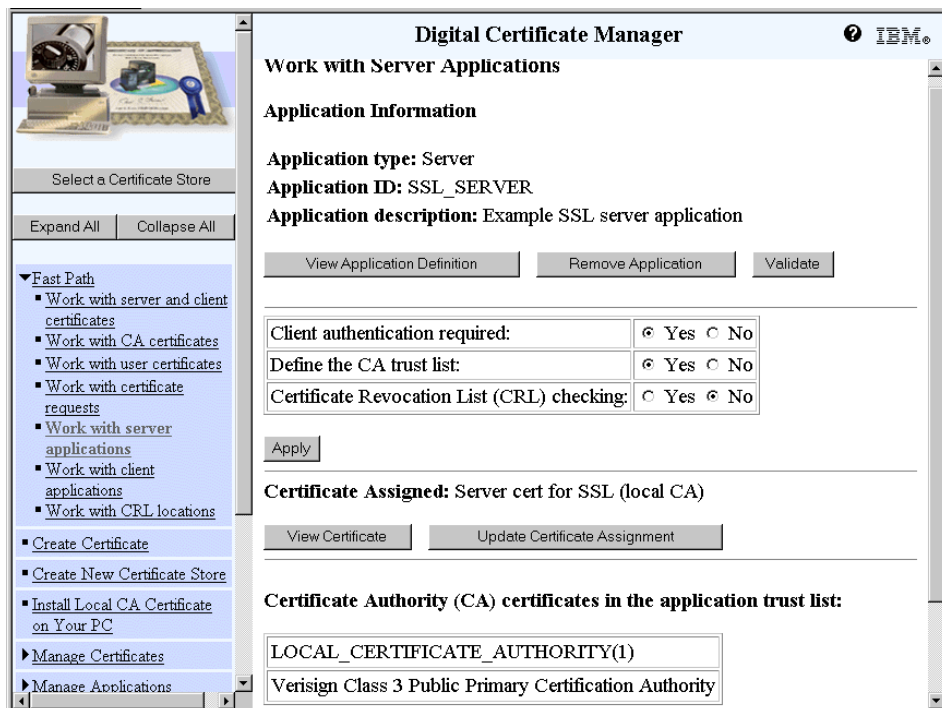 Digital Certificate Manager
IBM
Select a Certificate Store
Expand All
Collapse All
Fast Path
Work with server and client
certificates
Work with CA certificates
Work with user certificates
Work with certificate
requests
Work with server
applications
Work with client
applications
Work with CRL locations
Create Certificate
Create New Certificate Store
Install Local CA Certificate
on Your PC
Manage Certificates
Manage Applications
Work with Server Applications
Application Information
Application type: Server
Application ID: SSL_SERVER
Application description: Example SSL server application
View Application Definition
Remove Application
Validate
Client authentication required: Yes No
Define the CA trust list: Yes No
Certificate Revocation List (CRL) checking: Yes No
Apply
Certificate Assigned: Server cert for SSL (local CA)
View Certificate
Update Certificate Assignment
Certificate Authority (CA) certificates in the application trust list:
LOCAL_CERTIFICATE_AUTHORITY(1)
Verisign Class 3 Public Primary Certification Authority